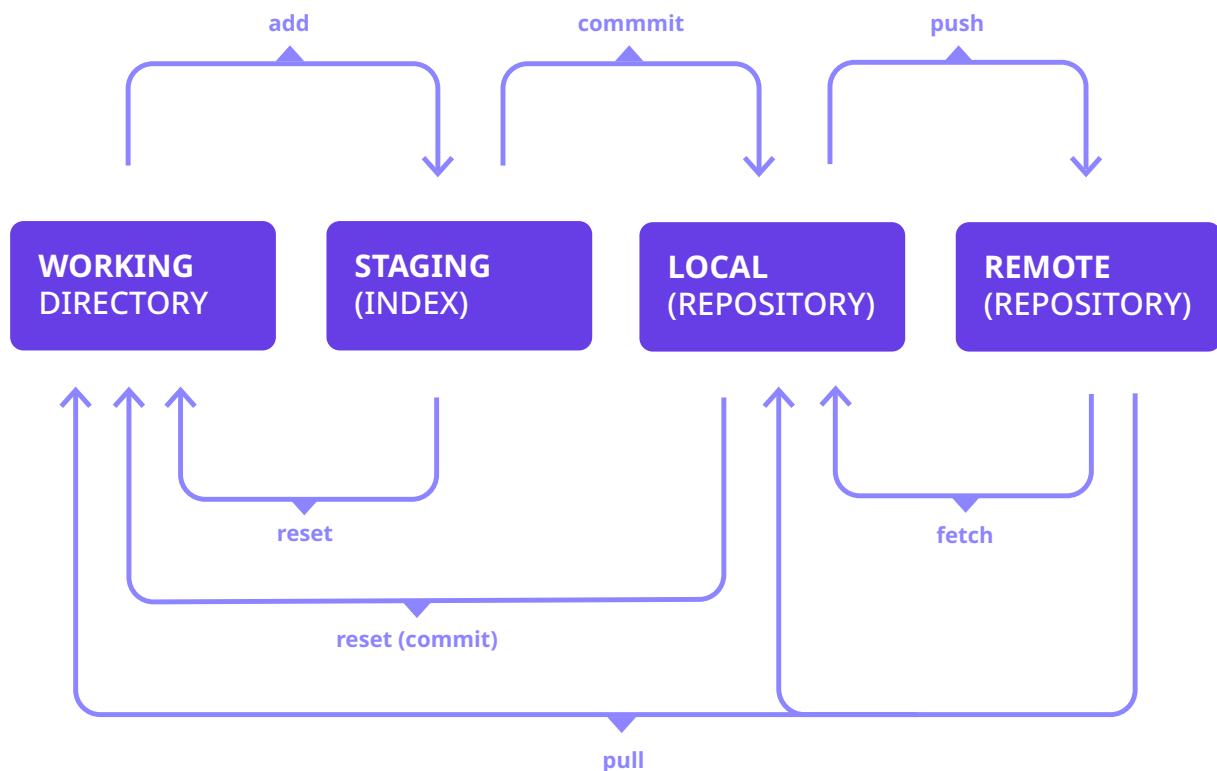 add
commmit
push
WORKING
DIRECTORY
STAGING
(INDEX)
LOCAL
(REPOSITORY)
REMOTE
(REPOSITORY)
reset
fetch
reset (commit)
pull